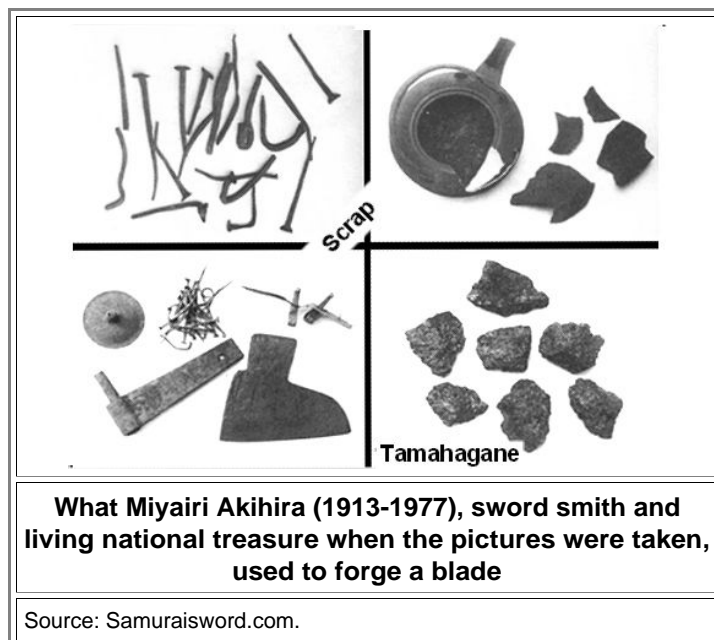 Scrap
Tamahagane
What Miyairi Akihira (1913-1977), sword smith and
living national treasure when the pictures were taken,
used to forge a blade
Source: Samuraisword.com.